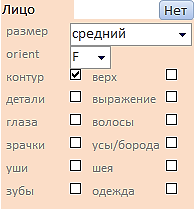 Лицо Нет
размер средний
orient F
контур верх
детали выражение
глаза волосы
зрачки усы/борода
уши шея
зубы одежда